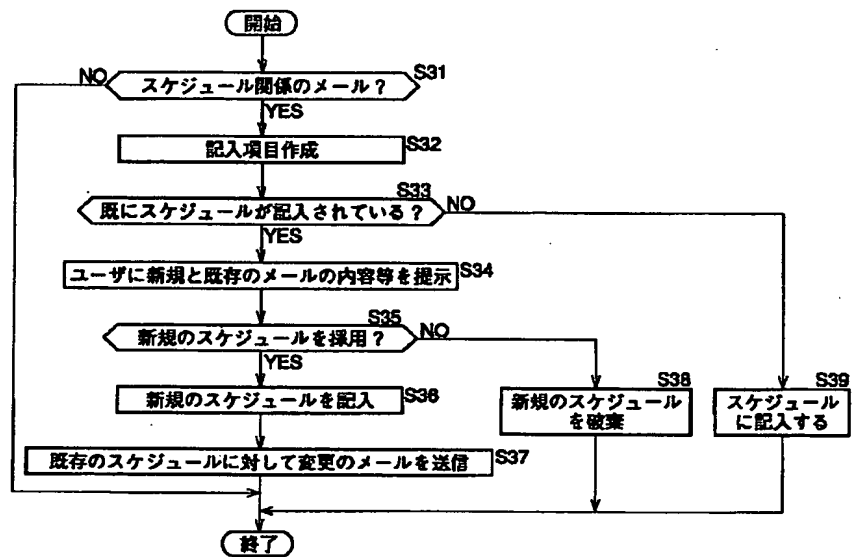 開始
NO
スケジュール関係のメール？
S31
YES
記入項目作成
S32
S33
既にスケジュールが記入されている？
NO
YES
ユーザに新規と既存のメールの内容等を提示
S34
S35
新規のスケジュールを採用？
NO
YES
新規のスケジュールを記入
S36
S38
新規のスケジュール
を破棄
S39
スケジュール
に記入する
既存のスケジュールに対して変更のメールを送信
S37
終了